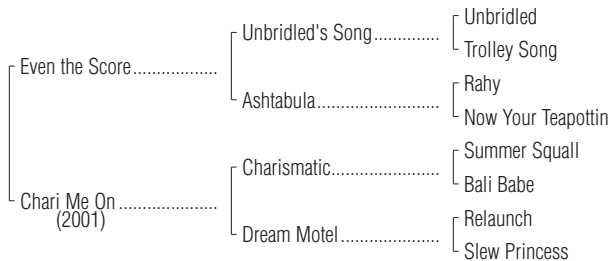 Unbridled
Unbridled's Song..............
Trolley Song
Even the Score..................
Rahy
Ashtabula..........................
Now Your Teapottin
Summer Squall
Charismatic.......................
Bali Babe
Chari Me On .....................
(2001)
Relaunch
Dream Motel .....................
Slew Princess